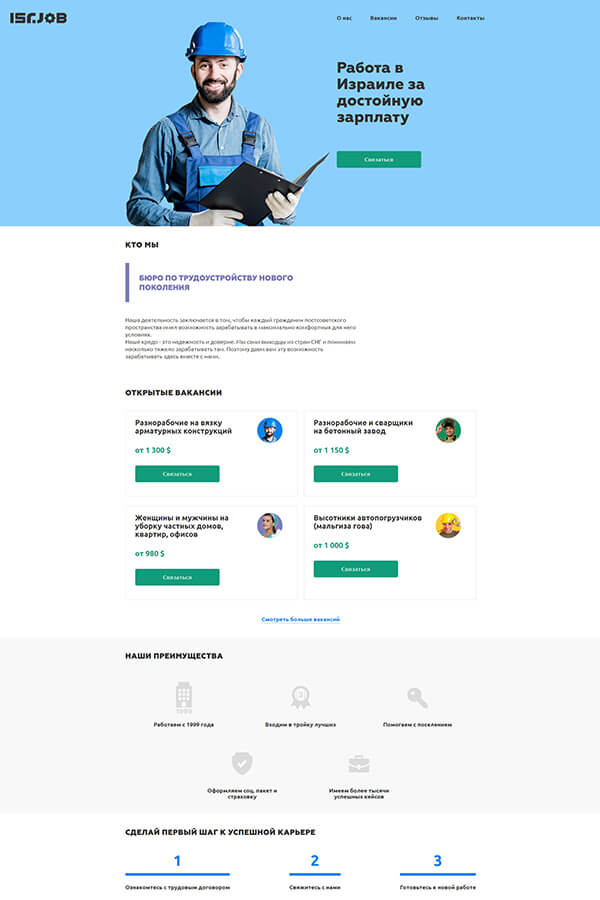 ISR.JOB
О нас Вакансии Отзывы Контакты
Работа в
Израиле за
достойную
зарплату
Связаться
КТО МЫ
БЮРО ПО ТРУДОУСТРОЙСТВУ НОВОГО
ПОКОЛЕНИЯ
Наша деятельность заключается в том, чтобы каждый гражданин постсоветского
пространства имел возможность зарабатывать в максимально комфортных для него
условиях.
Наше кредо - это надежность и доверие. Мы сами выходцы из стран СНГ и понимаем
насколько тяжело зарабатывать там. Поэтому даем вам эту возможность
зарабатывать здесь вместе с нами.
ОТКРЫТЫЕ ВАКАНСИИ
Разнорабочие на вязку
арматурных конструкций
от 1 300 $
Связаться
Разнорабочие и сварщики
на бетонный завод
от 1 150 $
Связаться
Женщины и мужчины на
уборку частных домов,
квартир, офисов
от 980 $
Связаться
Высотники автопогрузчиков
(мальгиза гова)
от 1 000 $
Связаться
Смотреть больше вакансий
НАШИ ПРЕИМУЩЕСТВА
1999
3
Работаем с 1999 года
Входим в тройку лучших
Помогаем с поселением
Оформляем соц. пакет и
страховку
Имеем более тысячи
успешных кейсов
СДЕЛАЙ ПЕРВЫЙ ШАГ К УСПЕШНОЙ КАРЬЕРЕ
1
2
3
Ознакомтесь с трудовым договором
Свяжитесь с нами
Готовьтесь к новой работе